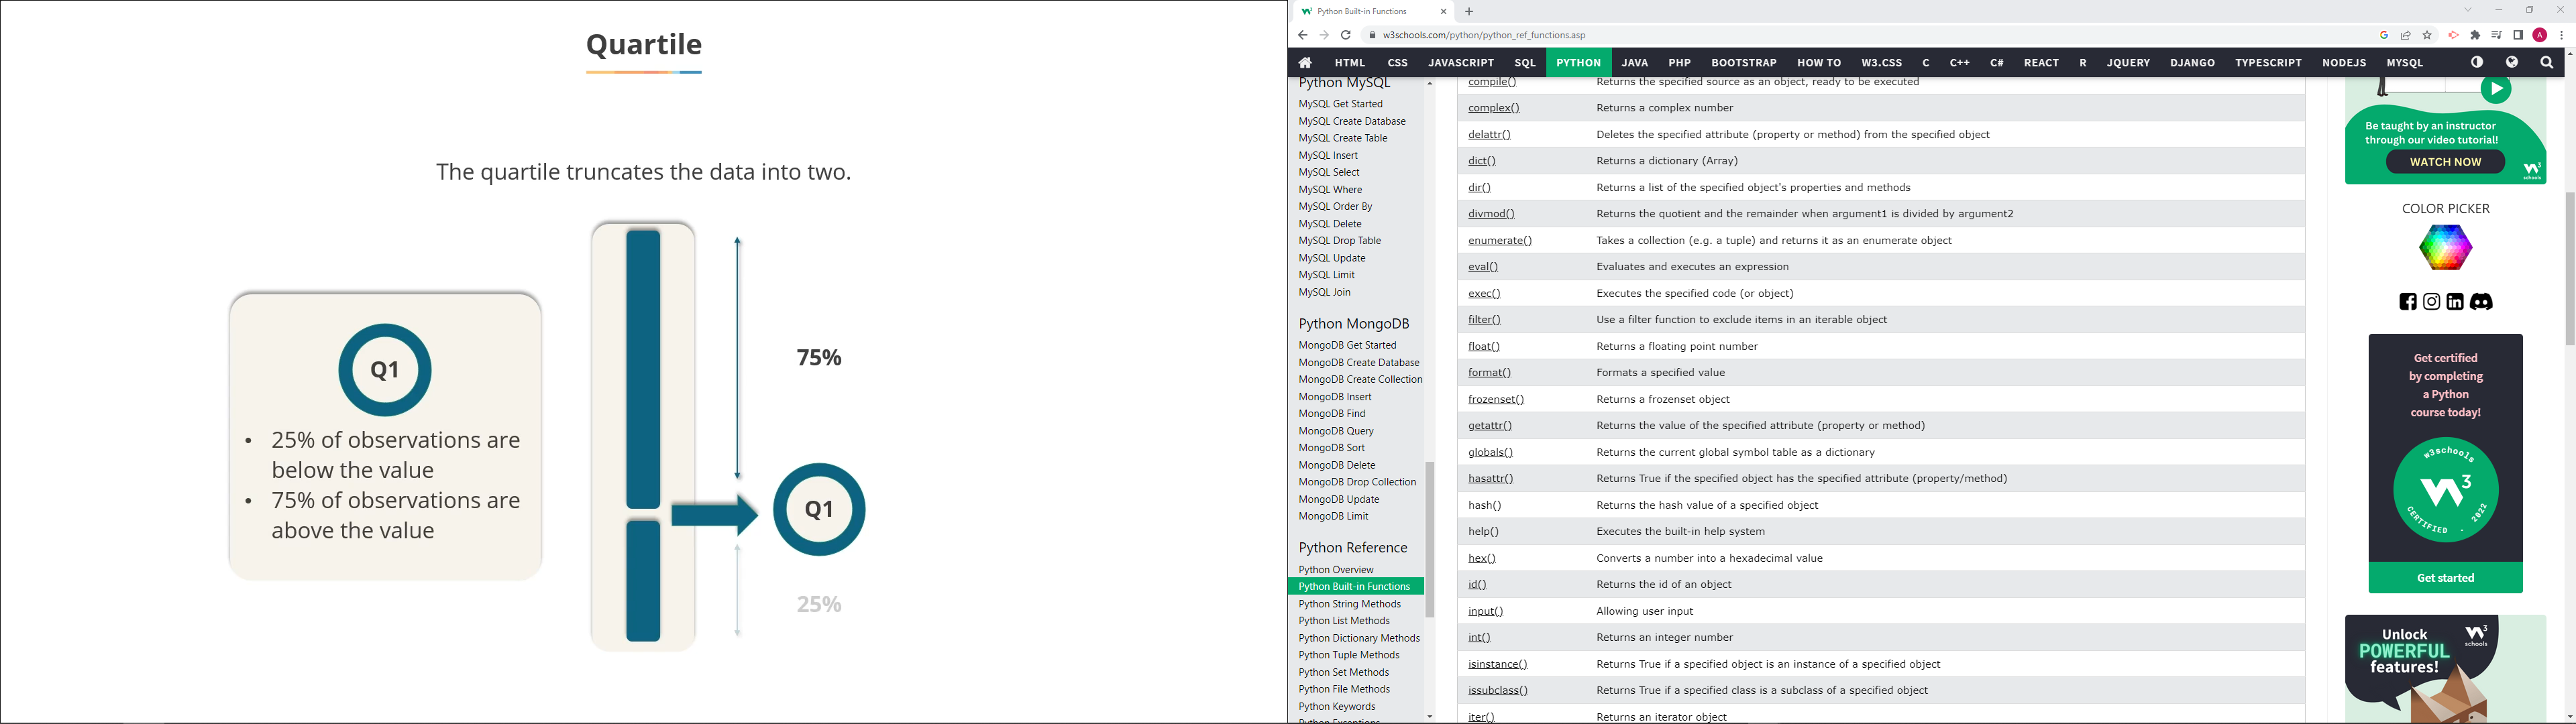 Quartile
The quartile truncates the data into two.
Q1
• 25% of observations are
below the value
• 75% of observations are
above the value
75%
Q1
25%
Python Built-in Functions
w3schools.com/python/python_ref_functions.asp
A
HTML CSS JAVASCRIPT SQL PYTHON JAVA PHP BOOTSTRAP HOW TO W3.CSS C C++ C# REACT R JQUERY DJANGO TYPESCRIPT NODEJS MYSQL
Python MySQL
MySQL Get Started
MySQL Create Database
MySQL Create Table
MySQL Insert
MySQL Select
MySQL Where
MySQL Order By
MySQL Delete
MySQL Drop Table
MySQL Update
MySQL Limit
MySQL Join
Python MongoDB
MongoDB Get Started
MongoDB Create Database
MongoDB Create Collection
MongoDB Insert
MongoDB Find
MongoDB Query
MongoDB Sort
MongoDB Delete
MongoDB Drop Collection
MongoDB Update
MongoDB Limit
Python Reference
Python Overview
Python Built-in Functions
Python String Methods
Python List Methods
Python Dictionary Methods
Python Tuple Methods
Python Set Methods
Python File Methods
Python Keywords
compile() Returns the specified source as an object, ready to be executed
complex() Returns a complex number
delattr() Deletes the specified attribute (property or method) from the specified object
dict() Returns a dictionary (Array)
dir() Returns a list of the specified object's properties and methods
divmod() Returns the quotient and the remainder when argument1 is divided by argument2
enumerate() Takes a collection (e.g. a tuple) and returns it as an enumerate object
eval() Evaluates and executes an expression
exec() Executes the specified code (or object)
filter() Use a filter function to exclude items in an iterable object
float() Returns a floating point number
format() Formats a specified value
frozenset() Returns a frozenset object
getattr() Returns the value of the specified attribute (property or method)
globals() Returns the current global symbol table as a dictionary
hasattr() Returns True if the specified object has the specified attribute (property/method)
hash() Returns the hash value of a specified object
help() Executes the built-in help system
hex() Converts a number into a hexadecimal value
id() Returns the id of an object
input() Allowing user input
int() Returns an integer number
isinstance() Returns True if a specified object is an instance of a specified object
issubclass() Returns True if a specified class is a subclass of a specified object
iter() Returns an iterator object
Be taught by an instructor
through our video tutorial!
WATCH NOW
schools
COLOR PICKER
Get certified
by completing
a Python
course today!
w3schools
CERTIFIED . 2022
Get started
Unlock
POWERFUL
features!
schools